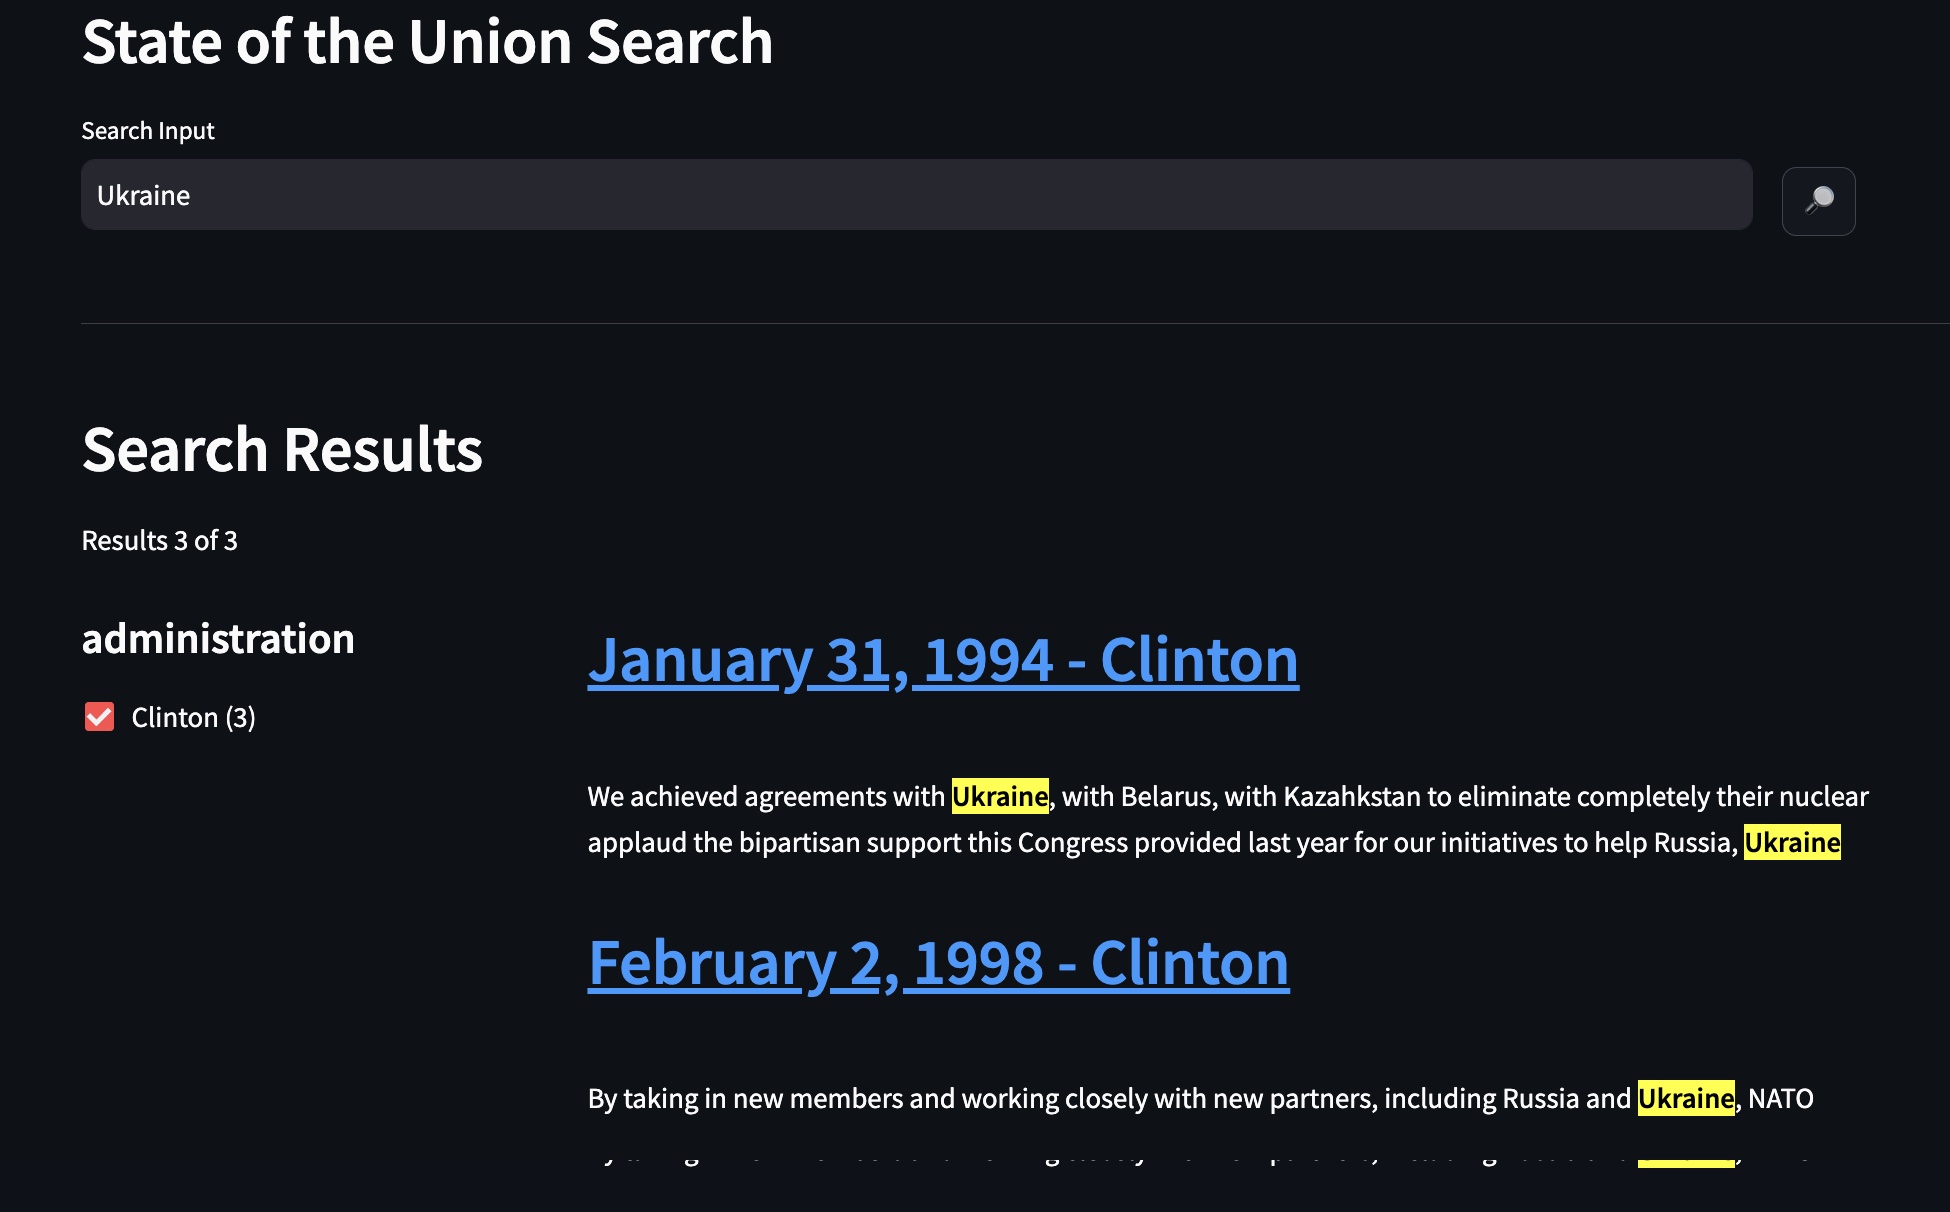 State of the Union Search
Search Input
Ukraine
Search Results
Results 3 of 3
administration
Clinton (3)
January 31, 1994 - Clinton
We achieved agreements with Ukraine, with Belarus, with Kazahkstan to eliminate completely their nuclear
applaud the bipartisan support this Congress provided last year for our initiatives to help Russia, Ukraine
February 2, 1998 - Clinton
By taking in new members and working closely with new partners, including Russia and Ukraine, NATO